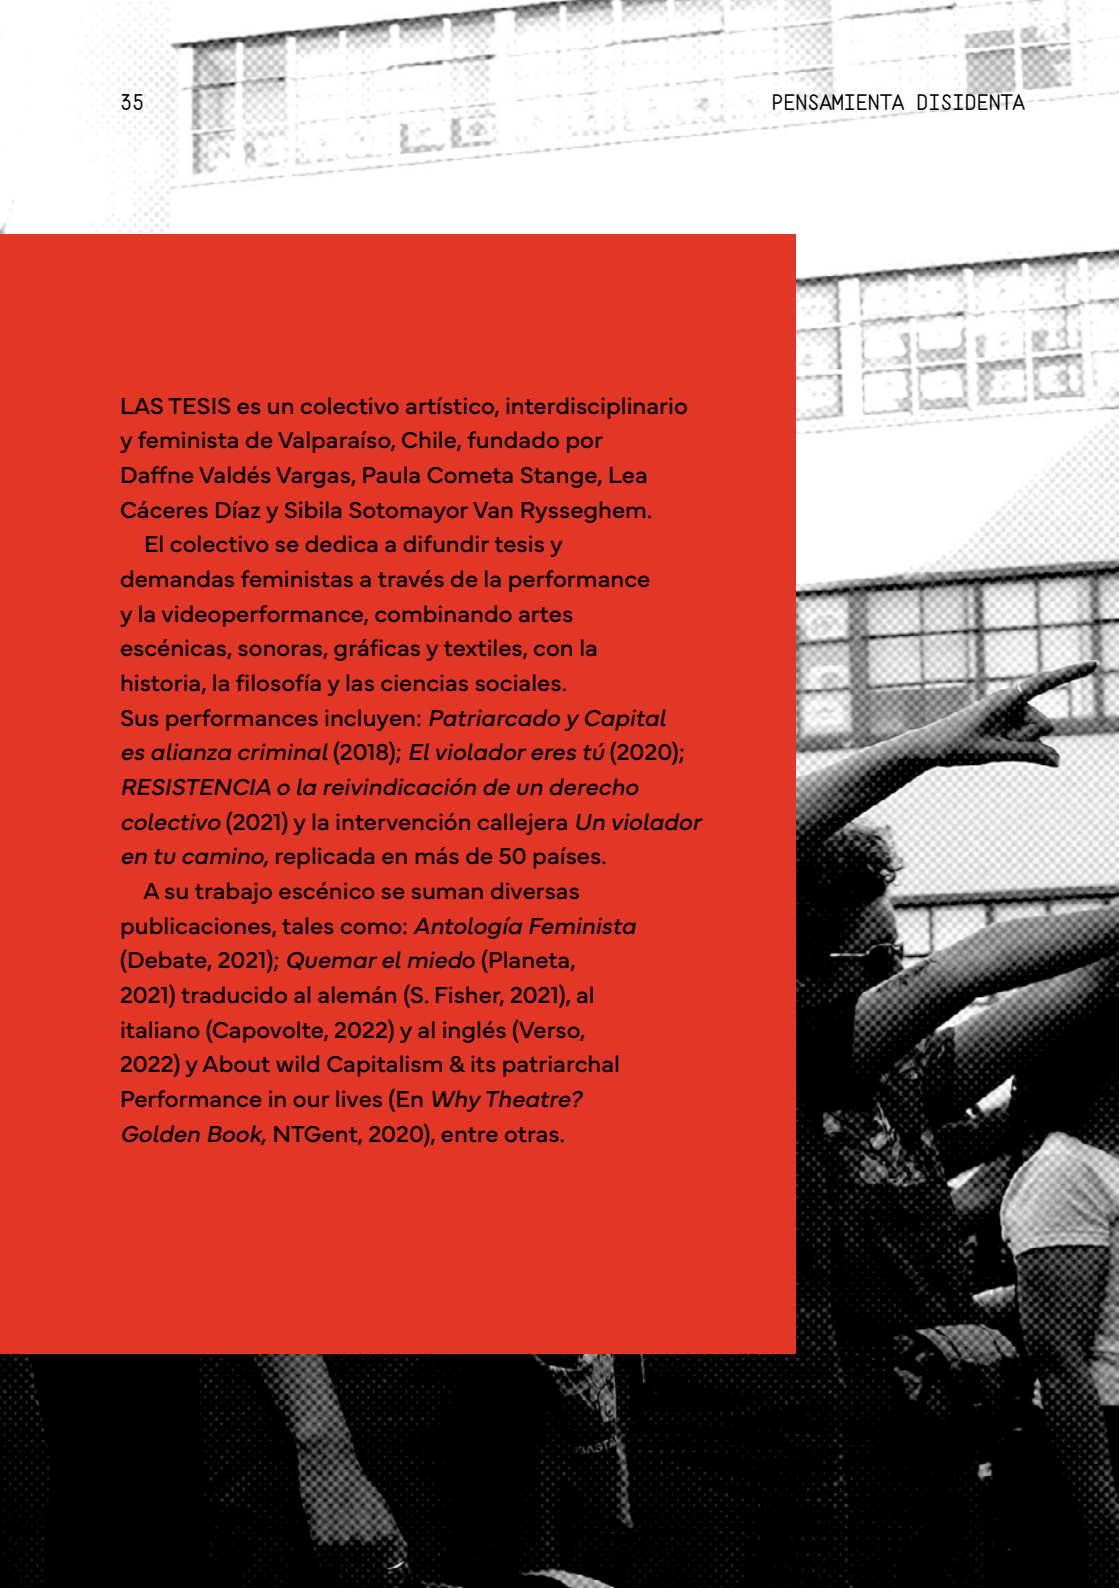 35
PENSAMIENTA DISIDENTA
LAS TESIS es un colectivo artístico, interdisciplinario
y feminista de Valparaíso, Chile, fundado por
Daffne Valdés Vargas, Paula Cometa Stange, Lea
Cáceres Díaz y Sibila Sotomayor Van Rysseghem.
El colectivo se dedica a difundir tesis y
demandas feministas a través de la performance
y la videoperformance, combinando artes
escénicas, sonoras, gráficas y textiles, con la
historia, la filosofía y las ciencias sociales.
Sus performances incluyen: Patriarcado y Capital
es alianza criminal (2018); El violador eres tú (2020);
RESISTENCIA o la reivindicación de un derecho
colectivo (2021) y la intervención callejera Un violador
en tu camino, replicada en más de 50 países.
A su trabajo escénico se suman diversas
publicaciones, tales como: Antología Feminista
(Debate, 2021); Quemar el miedo (Planeta,
2021) traducido al alemán (S. Fisher, 2021), al
italiano (Capovolte, 2022) y al inglés (Verso,
2022) y About wild Capitalism & its patriarchal
Performance in our lives (En Why Theatre?
Golden Book, NTGent, 2020), entre otras.